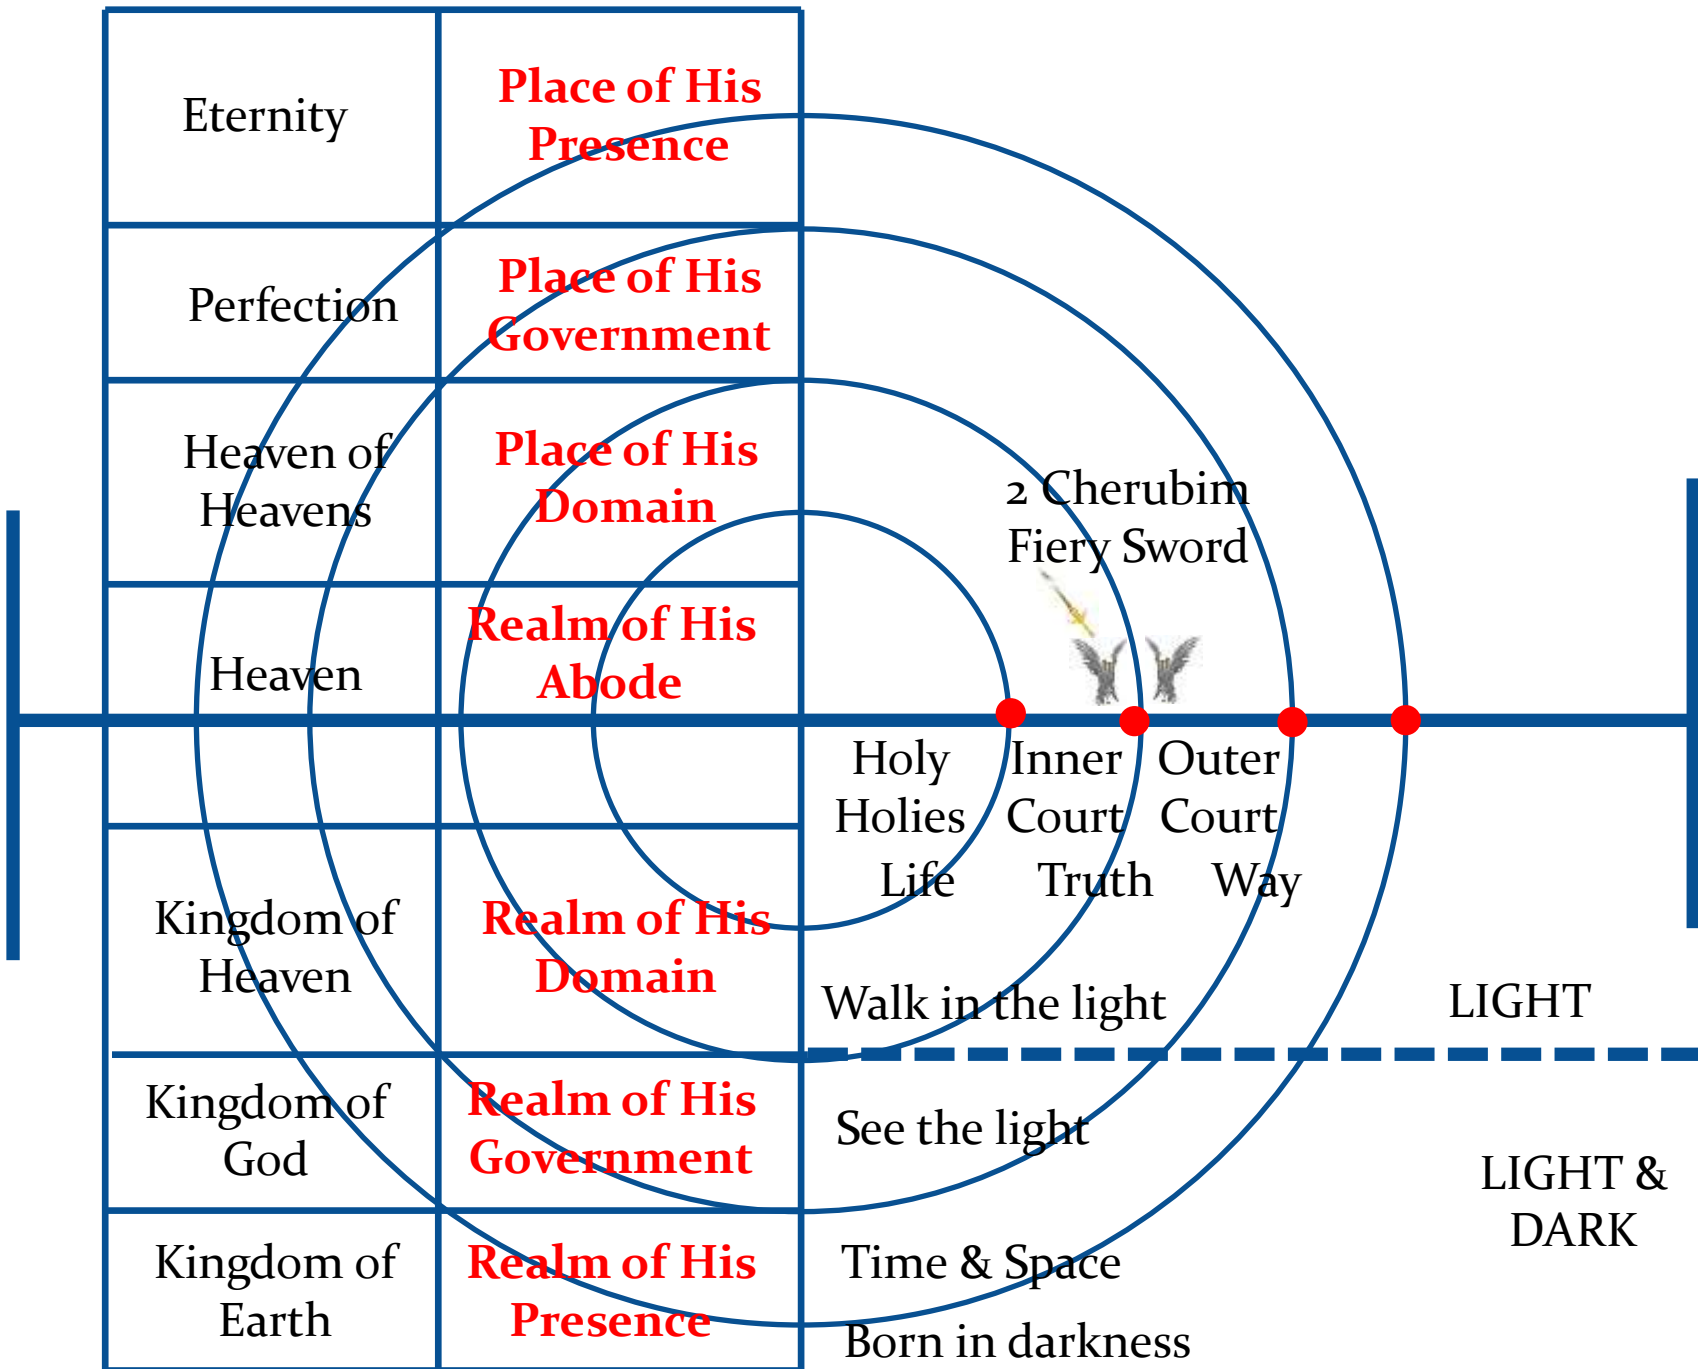 Eternity
Place of His
Presence
Perfection
Place of His
Government
Heaven of
Heavens
Place of His
Domain
2 Cherubim
Fiery Sword
Heaven
Realm of His
Abode
Holy
Holies
Inner
Court
Outer
Court
Life
Truth
Way
Kingdom of
Heaven
Realm of His
Domain
Walk in the light
LIGHT
Kingdom of
God
Realm of His
Government
See the light
LIGHT &
DARK
Kingdom of
Earth
Realm of His
Presence
Time & Space
Born in darkness